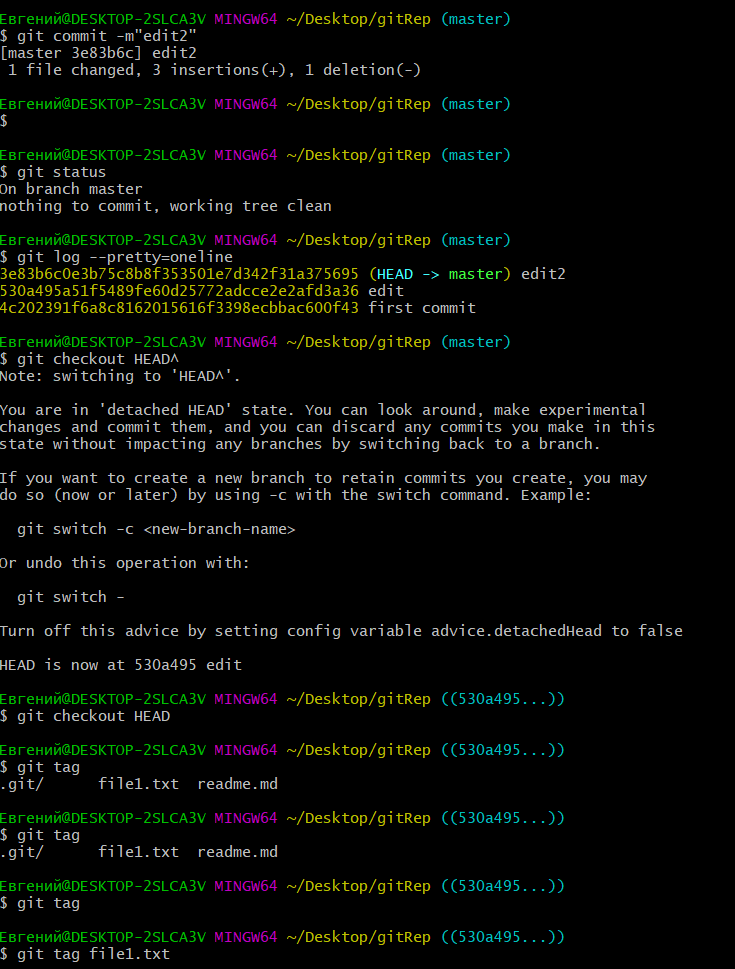 Евгений@DESKTOP-2SLCA3V MINGW64 ~/Desktop/gitRep (master)
$ git commit -m"edit2"
[master 3e83b6c] edit2
 1 file changed, 3 insertions(+), 1 deletion(-)

Евгений@DESKTOP-2SLCA3V MINGW64 ~/Desktop/gitRep (master)
$

Евгений@DESKTOP-2SLCA3V MINGW64 ~/Desktop/gitRep (master)
$ git status
On branch master
nothing to commit, working tree clean

Евгений@DESKTOP-2SLCA3V MINGW64 ~/Desktop/gitRep (master)
$ git log --pretty=oneline
3e83b6c0e3b75c8b8f353501e7d342f31a375695 (HEAD -> master) edit2
530a495a51f5489fe60d25772adcce2e2afd3a36 edit
4c202391f6a8c8162015616f3398ecbbac600f43 first commit

Евгений@DESKTOP-2SLCA3V MINGW64 ~/Desktop/gitRep (master)
$ git checkout HEAD^
Note: switching to 'HEAD^'.

You are in 'detached HEAD' state. You can look around, make experimental
changes and commit them, and you can discard any commits you make in this
state without impacting any branches by switching back to a branch.

If you want to create a new branch to retain commits you create, you may
do so (now or later) by using -c with the switch command. Example:

  git switch -c <new-branch-name>

Or undo this operation with:

  git switch -

Turn off this advice by setting config variable advice.detachedHead to false

HEAD is now at 530a495 edit

Евгений@DESKTOP-2SLCA3V MINGW64 ~/Desktop/gitRep ((530a495...))
$ git checkout HEAD

Евгений@DESKTOP-2SLCA3V MINGW64 ~/Desktop/gitRep ((530a495...))
$ git tag
.git/      file1.txt  readme.md

Евгений@DESKTOP-2SLCA3V MINGW64 ~/Desktop/gitRep ((530a495...))
$ git tag
.git/      file1.txt  readme.md

Евгений@DESKTOP-2SLCA3V MINGW64 ~/Desktop/gitRep ((530a495...))
$ git tag

Евгений@DESKTOP-2SLCA3V MINGW64 ~/Desktop/gitRep ((530a495...))
$ git tag file1.txt